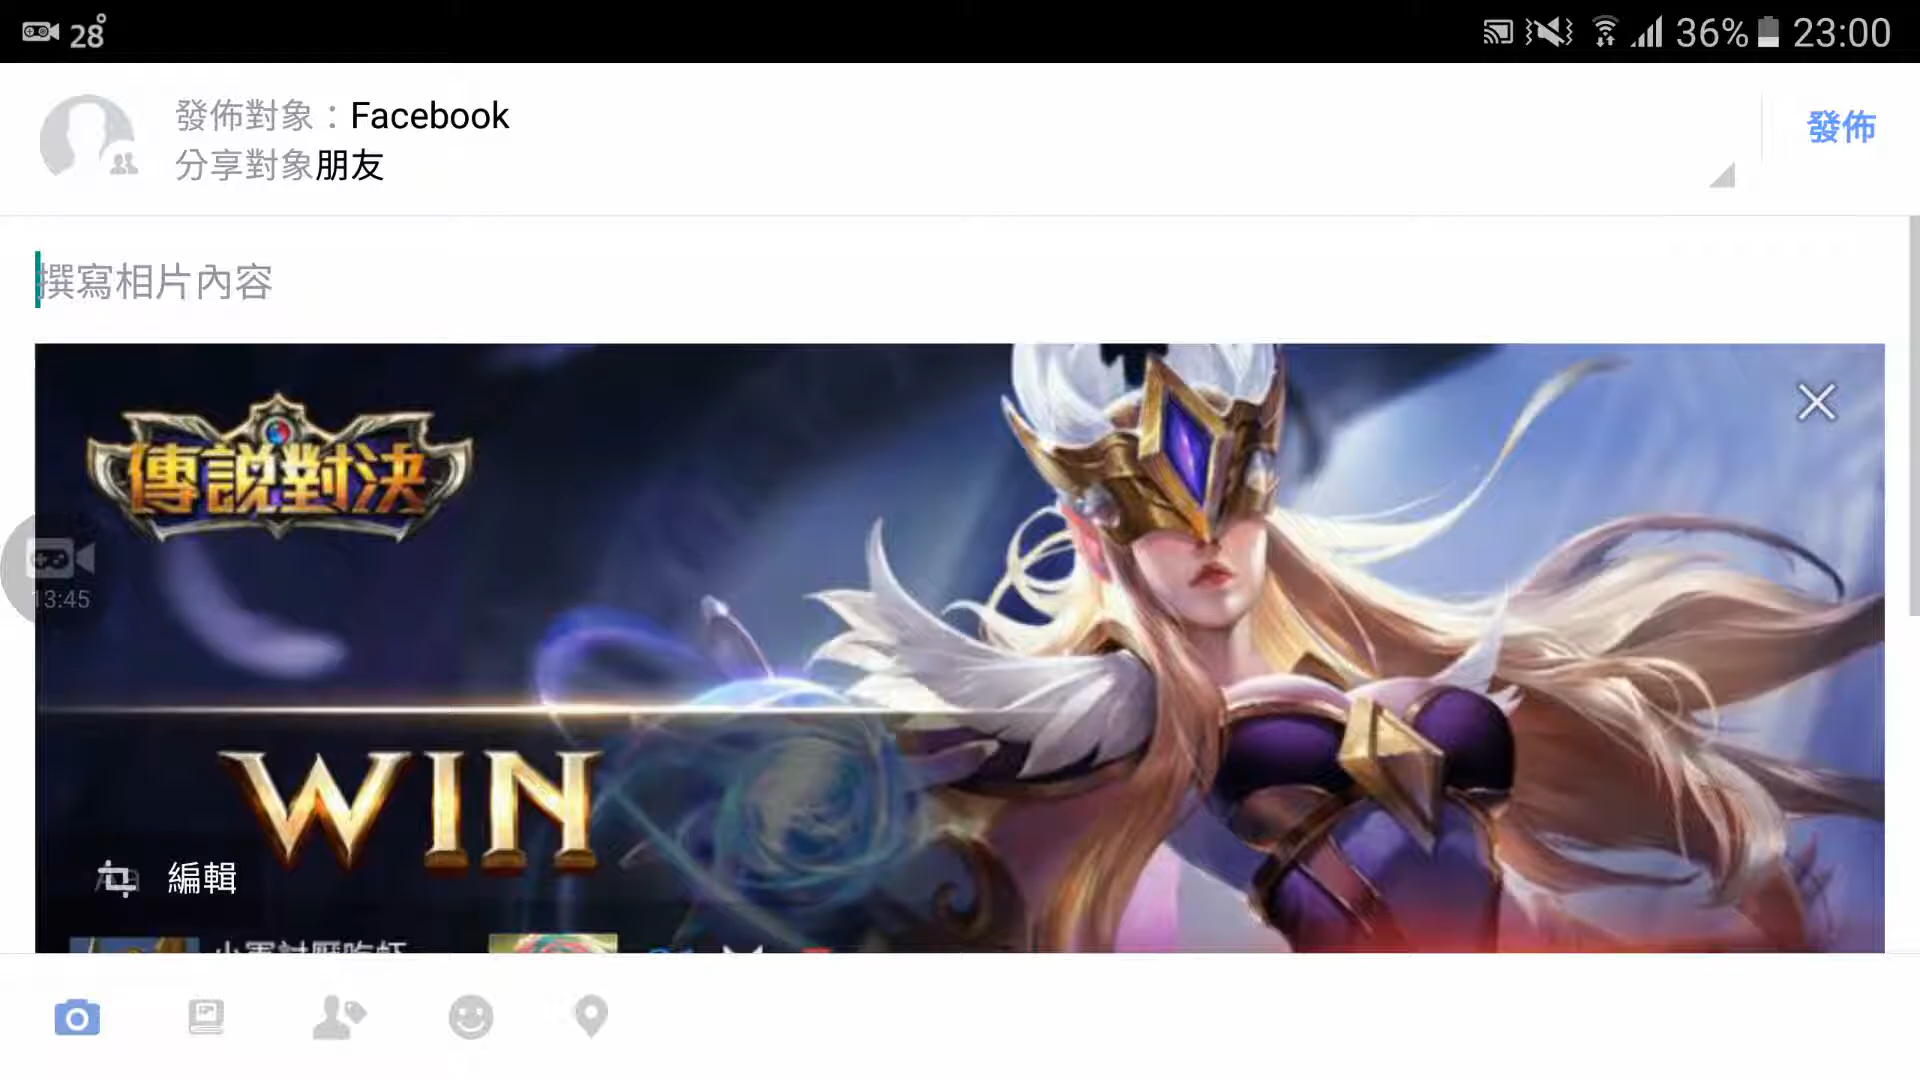 28°
36%
23:00
發佈對象：Facebook
發佈
分享對象朋友
撰寫相片內容
傳說對決
13:45
WIN
編輯